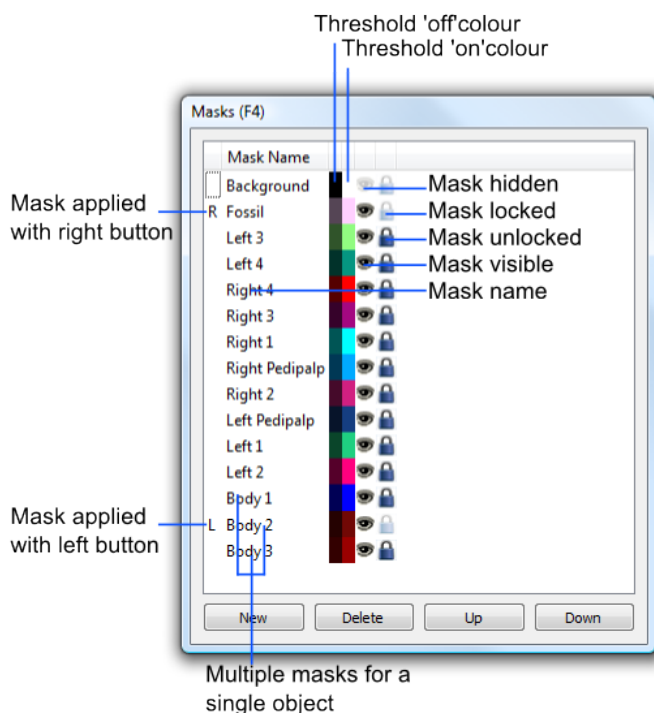 Threshold 'off'colour
Threshold 'on'colour
Masks (F4)
Mask Name
Background
Mask hidden
Mask applied
with right button
R Fossil
Mask locked
Left 3
Mask unlocked
Left 4
Mask visible
Right 4
Mask name
Right 3
Right 1
Right Pedipalp
Right 2
Left Pedipalp
Left 1
Left 2
Body 1
Mask applied
with left button
L Body 2
Body 3
New Delete Up Down
Multiple masks for a
single object